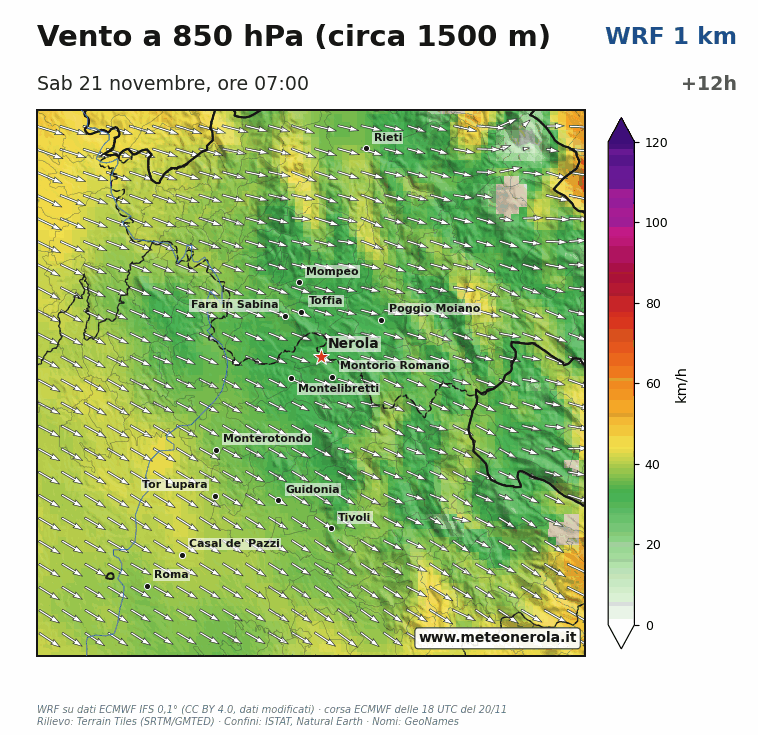 Vento a 850 hPa (circa 1500 m)
WRF 1 km
Sab 21 novembre, ore 07:00
+12h
Rieti
Mompeo
Fara in Sabina
Toffia
Poggio Moiano
Nerola
Montorio Romano
Montelibretti
Monterotondo
Tor Lupara
Guidonia
Tivoli
Casal de' Pazzi
Roma
www.meteonerola.it
120
100
80
60
40
20
0
km/h
WRF su dati ECMWF IFS 0,1° (CC BY 4.0, dati modificati) · corsa ECMWF delle 18 UTC del 20/11
Rilievo: Terrain Tiles (SRTM/GMTED) · Confini: ISTAT, Natural Earth · Nomi: GeoNames